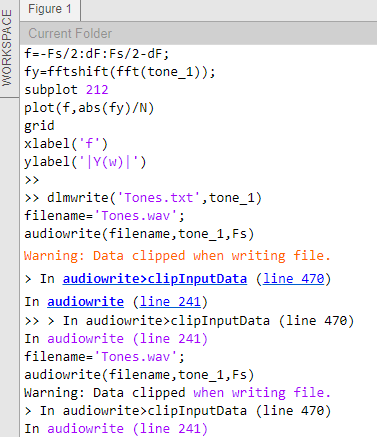 Figure 1
WORKSPACE
Current Folder
f=-Fs/2:dF:Fs/2-dF;
fy=fftshift(fft(tone_1));
subplot 212
plot(f,abs(fy)/N)
grid
xlabel('f')
ylabel('|Y(w)|')
>>
>> dlmwrite('Tones.txt',tone_1)
filename='Tones.wav';
audiowrite(filename,tone_1,Fs)
Warning: Data clipped when writing file.
> In audiowrite>clipInputData (line 470)
In audiowrite (line 241)
>> > In audiowrite>clipInputData (line 470)
In audiowrite (line 241)
filename='Tones.wav';
audiowrite(filename,tone_1,Fs)
Warning: Data clipped when writing file.
> In audiowrite>clipInputData (line 470)
In audiowrite (line 241)